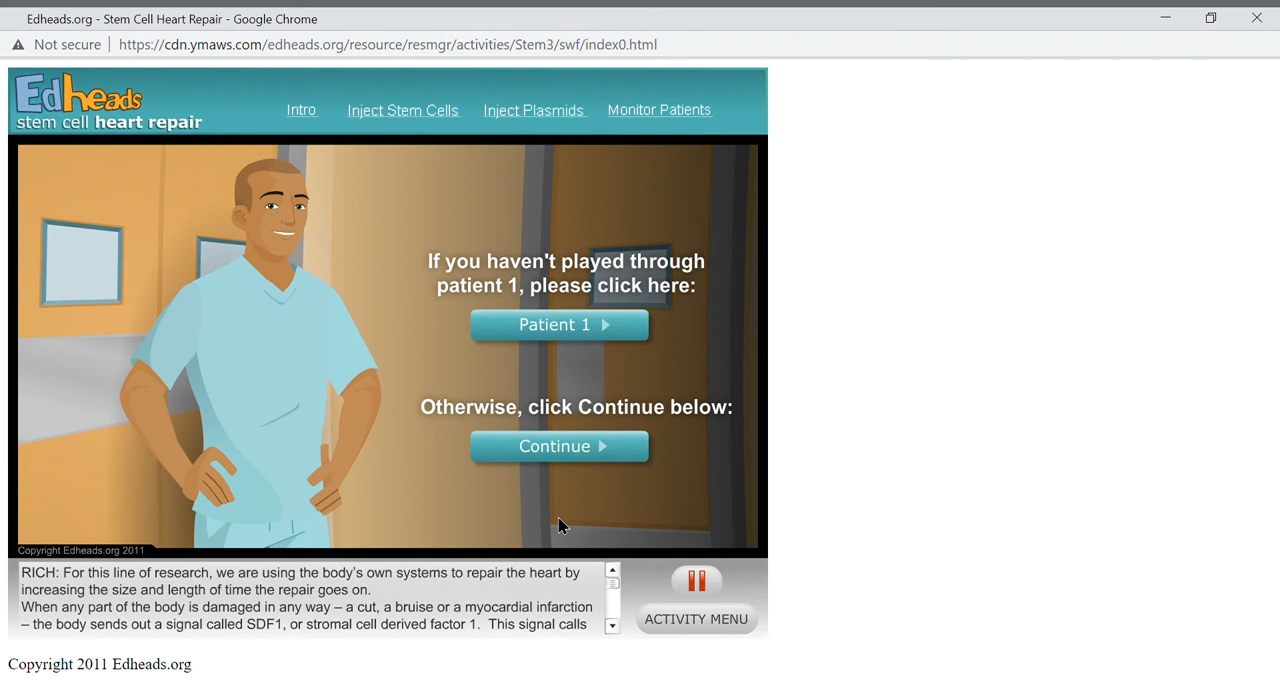 Edheads.org - Stem Cell Heart Repair - Google Chrome
Not secure | https://cdn.ymaws.com/edheads.org/resource/resmgr/activities/Stem3/swf/index0.html
Edheads
stem cell heart repair
Intro Inject Stem Cells Inject Plasmids Monitor Patients
If you haven't played through
patient 1, please click here:
Patient 1
Otherwise, click Continue below:
Continue
Copyright Edheads.org 2011
RICH: For this line of research, we are using the body's own systems to repair the heart by
increasing the size and length of time the repair goes on.
When any part of the body is damaged in any way – a cut, a bruise or a myocardial infarction
– the body sends out a signal called SDF1, or stromal cell derived factor 1. This signal calls
ACTIVITY MENU
Copyright 2011 Edheads.org